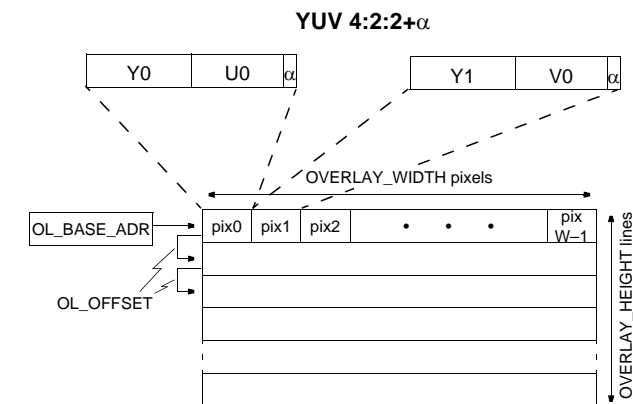 YUV 4:2:2+α
Y0 U0 α
Y1 V0 α
OVERLAY_WIDTH pixels
OL_BASE_ADR
pix0 pix1 pix2 • • • pix
W–1
OL_OFFSET
OVERLAY_HEIGHT lines